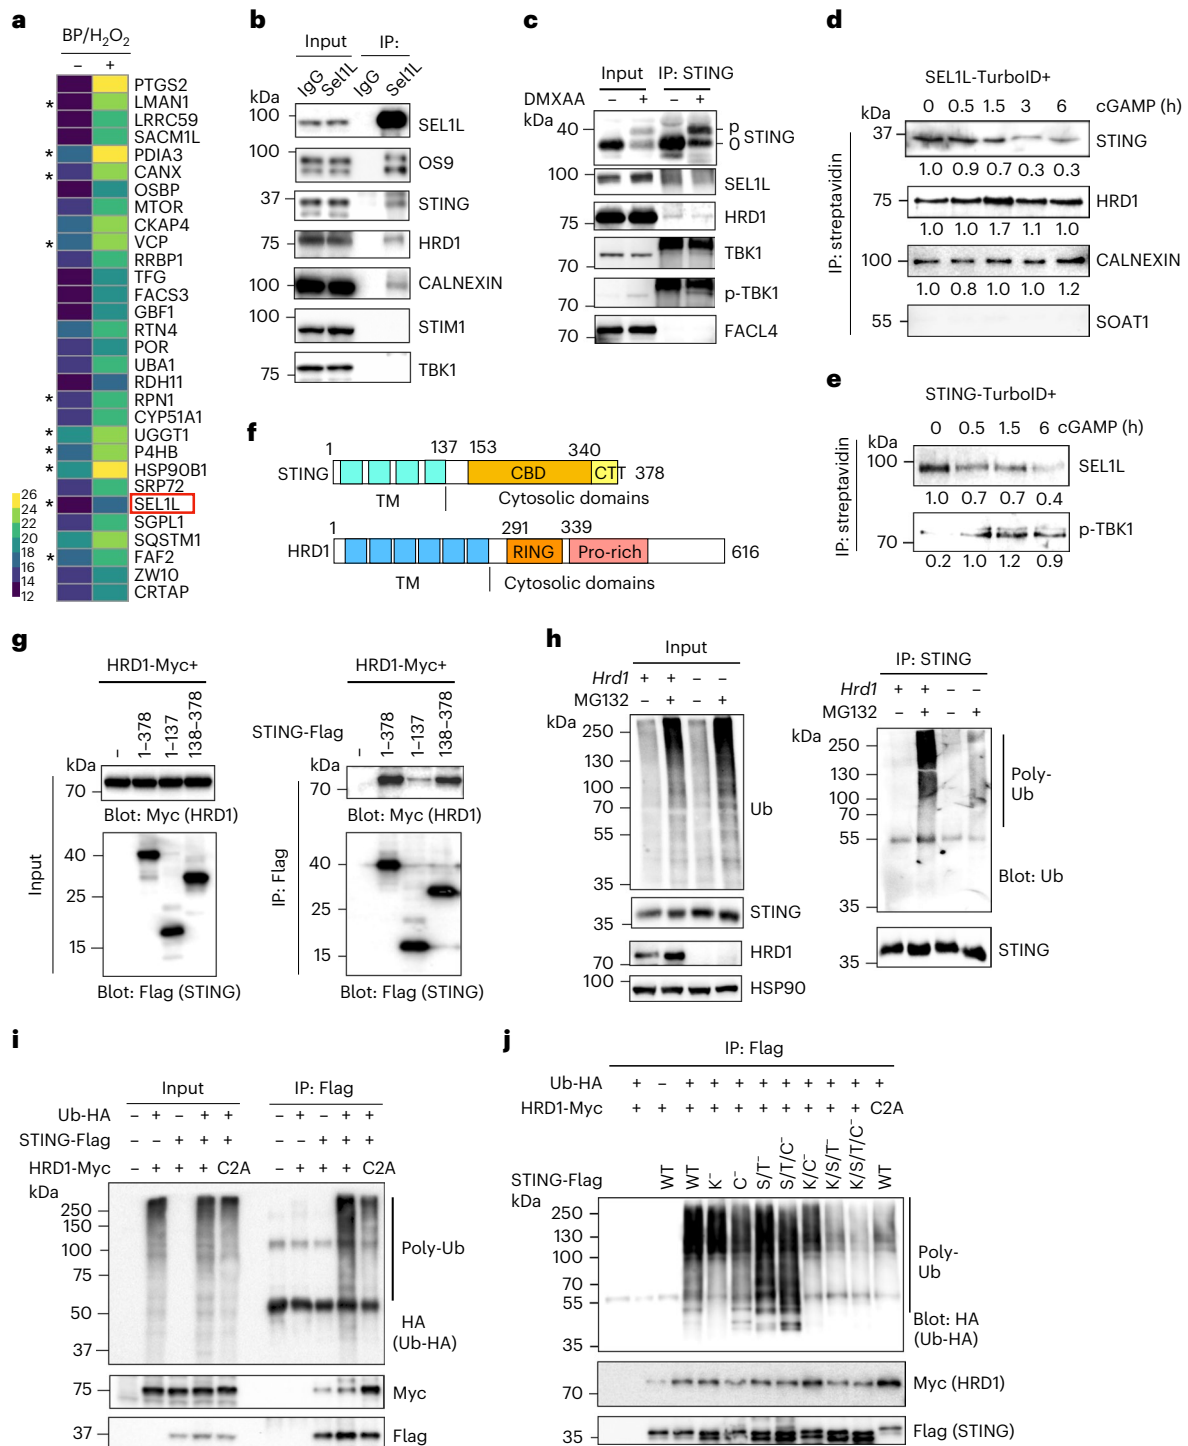 a
BP/H₂O₂
– +
PTGS2
* LMAN1
LRRC59
SACM1L
* PDIA3
* CANX
OSBP
MTOR
CKAP4
* VCP
RRBP1
TFG
FACS3
GBF1
RTN4
POR
UBA1
RDH11
* RPN1
CYP51A1
* UGGT1
* P4HB
* HSP90B1
SRP72
SEL1L
SGPL1
SQSTM1
* FAF2
ZW10
CRTAP
26
24
22
20
18
16
14
12
b
Input IP:
IgG Sel1L IgG Sel1L
kDa
100 SEL1L
100 OS9
37 STING
75 HRD1
100 CALNEXIN
100 STIM1
75 TBK1
c
Input IP: STING
DMXAA – + – +
kDa
40 p
0 STING
100 SEL1L
75 HRD1
70 TBK1
70 p-TBK1
70 FACL4
d
SEL1L-TurboID+
0 0.5 1.5 3 6 cGAMP (h)
kDa
IP: streptavidin
37 STING
1.0 0.9 0.7 0.3 0.3
75 HRD1
1.0 1.0 1.7 1.1 1.0
100 CALNEXIN
1.0 0.8 1.0 1.0 1.2
55 SOAT1
e
STING-TurboID+
0 0.5 1.5 6 cGAMP (h)
kDa
IP: streptavidin
100 SEL1L
1.0 0.7 0.7 0.4
70 p-TBK1
0.2 1.0 1.2 0.9
f
1 137 153 340
STING CBD CTT 378
TM Cytosolic domains
1 291 339
HRD1 RING Pro-rich 616
TM Cytosolic domains
g
HRD1-Myc+
– 1–378 1–137 138–378
kDa
70
Blot: Myc (HRD1)
Input
40
25
15
Blot: Flag (STING)
HRD1-Myc+
STING-Flag – 1–378 1–137 138–378
kDa
70
Blot: Myc (HRD1)
IP: Flag
40
25
15
Blot: Flag (STING)
h
Input
Hrd1 + + – –
MG132 – + – +
kDa
250
130
100
70
55
35
Ub
35 STING
70 HRD1
100 HSP90
IP: STING
Hrd1 + + – –
MG132 – + – +
kDa
250
130
100
70
55
35
Poly-
Ub
Blot: Ub
35 STING
i
Input IP: Flag
Ub-HA – + – + + – + – + +
STING-Flag – – + + + – – + + +
HRD1-Myc – + + + C2A – + + + C2A
kDa
250
150
100
75
50
37
Poly-Ub
HA
(Ub-HA)
75 Myc
37 Flag
j
IP: Flag
Ub-HA + – + + + + + + + + +
HRD1-Myc + + + + + + + + + + C2A
STING-Flag WT WT K⁻ C⁻ S/T⁻ S/T/C⁻ K/C⁻ K/S/T⁻ K/S/T/C⁻ WT
kDa
250
130
100
70
55
35
Poly-
Ub
Blot: HA
(Ub-HA)
70 Myc (HRD1)
35 Flag (STING)